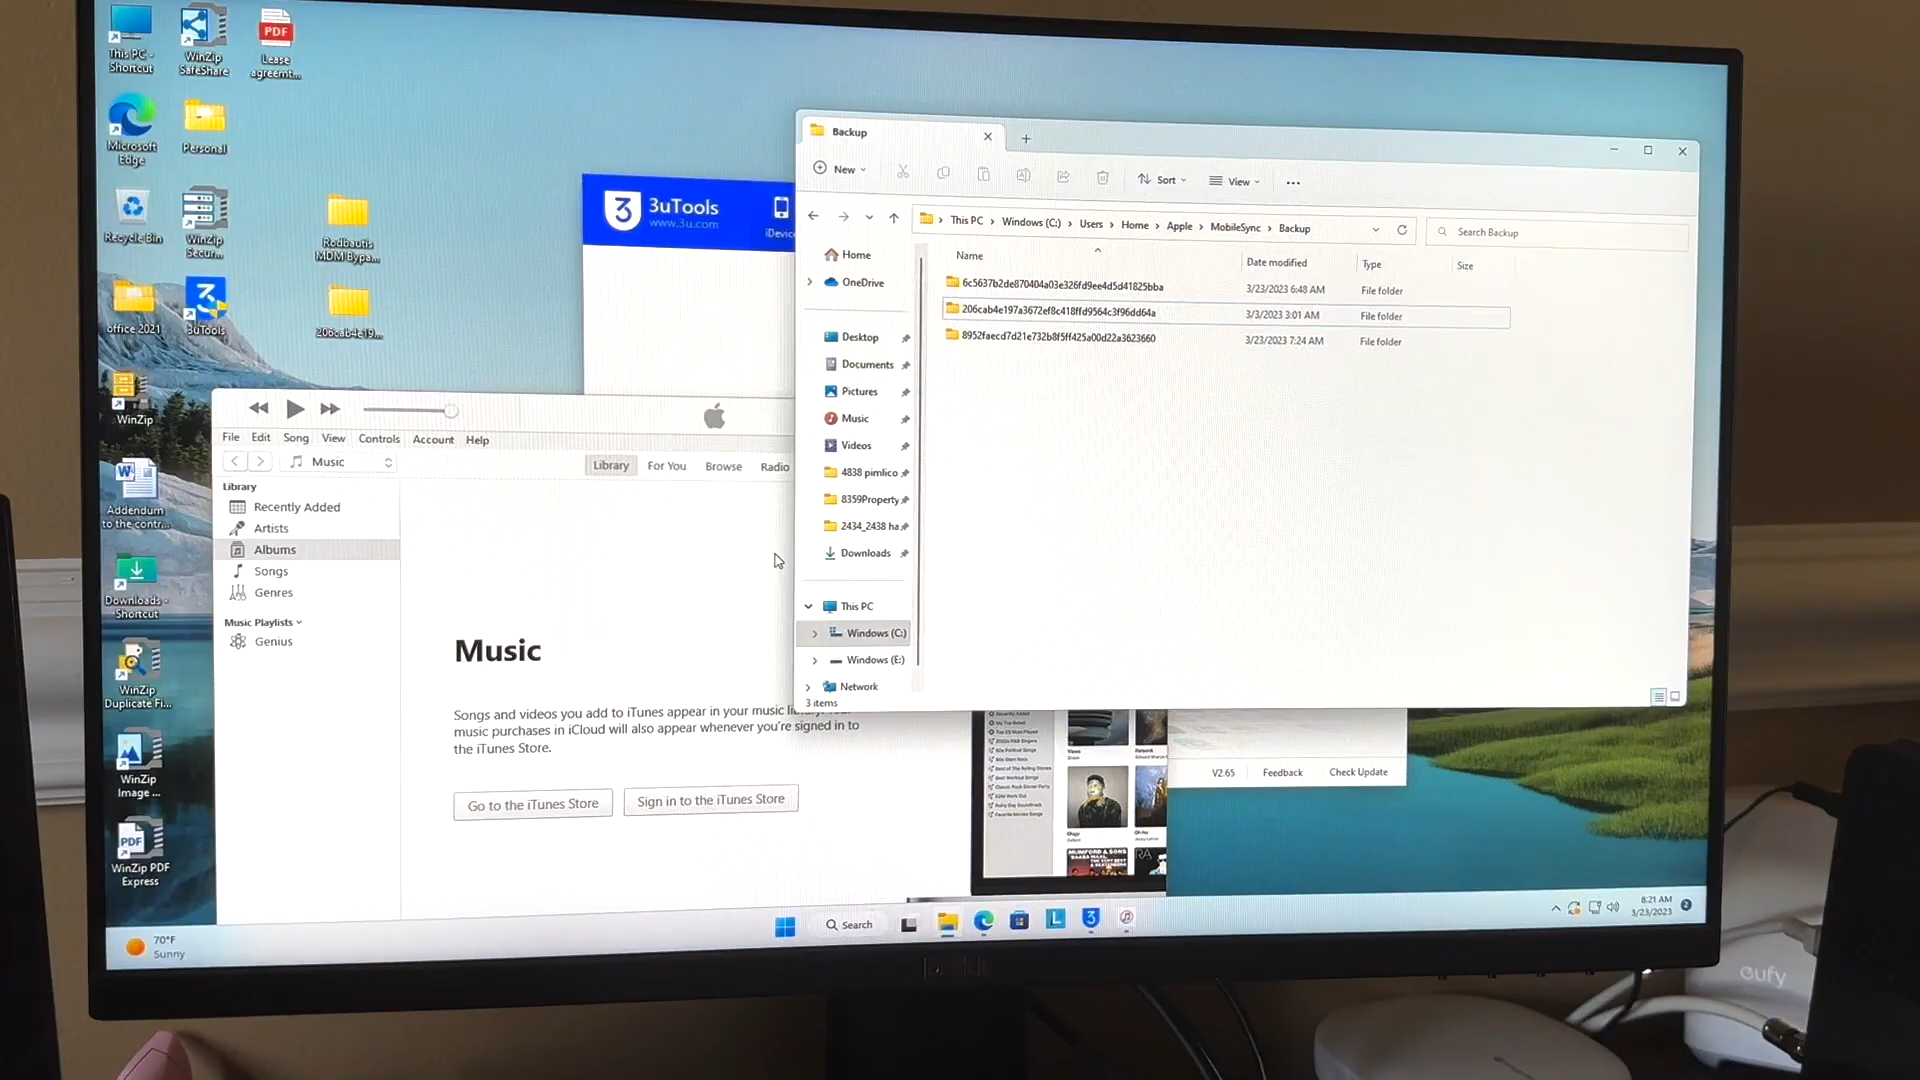 This PC -
Shortcut
WinZip
SafeShare
PDF
Lease
agreemt...
Microsoft
Edge
Personal
Recycle Bin
WinZip
Secur...
Rodbautis
MDM Bypa...
office 2021
3uTools
206cab4e19...
WinZip
Addendum
to the contr...
Downloads -
Shortcut
WinZip
Duplicate Fi...
WinZip
Image ...
PDF
WinZip PDF
Express
3uTools
www.3u.com
iDevic
File Edit Song View Controls Account Help
Music
Library For You Browse Radio
Library
Recently Added
Artists
Albums
Songs
Genres
Music Playlists
Genius
Music
Songs and videos you add to iTunes appear in your music
music purchases in iCloud will also appear whenever you're signed in to
the iTunes Store.
Go to the iTunes Store Sign in to the iTunes Store
Backup
New Sort View
This PC Windows (C:) Users Home Apple MobileSync Backup Search Backup
Name Date modified Type Size
6c5637b2de870404a03e326fd9ee4d5d41825bba 3/23/2023 6:48 AM File folder
206cab4e197a3672ef8c418ffd9564c3f96dd64a 3/3/2023 3:01 AM File folder
8952faecd7d21e732b8f5ff425a00d22a3623660 3/23/2023 7:24 AM File folder
Home
OneDrive
Desktop
Documents
Pictures
Music
Videos
4838 pimlico
8359Property
2434_2438 ha
Downloads
This PC
Windows (C:)
Windows (E:)
Network
3 items
V2.65 Feedback Check Update
70°F
Sunny
Search
8:21 AM
3/23/2023
2
eufy